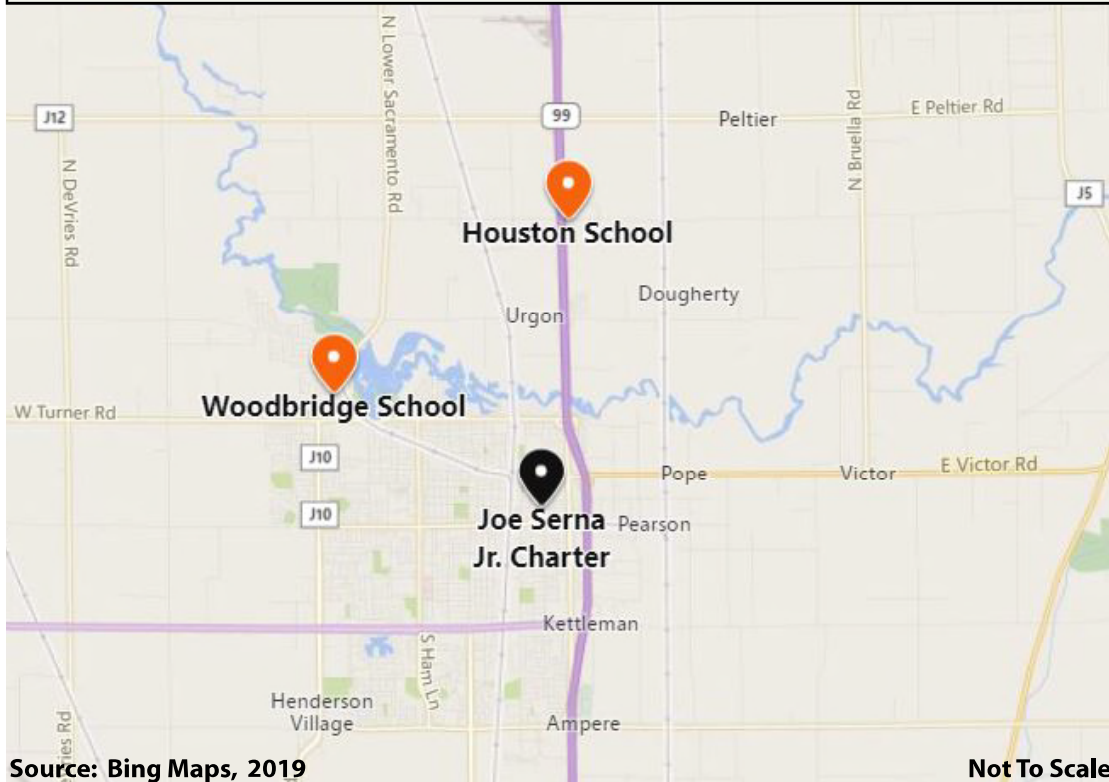 N Lower Sacramento Rd
J12
99
Peltier
N Bruella Rd
E Peltier Rd
N DeVries Rd
J5
Houston School
Dougherty
Urgon
Woodbridge School
W Turner Rd
J10
Pope
Victor
E Victor Rd
J10
Joe Serna
Jr. Charter
Pearson
Kettleman
S Ham Ln
Henderson
Village
Ampere
ries Rd
Source: Bing Maps, 2019
Not To Scale